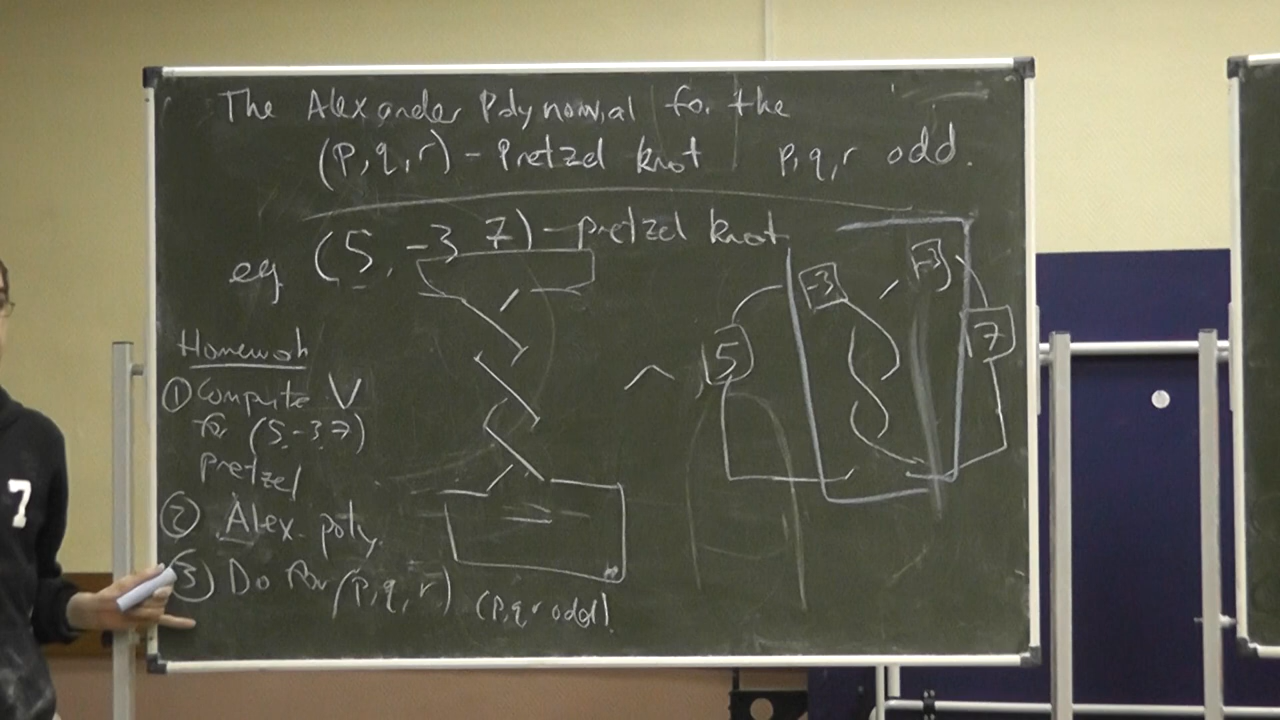 The Alexander Polynomial for the
(p,q,r) - Pretzel knot p,q,r odd.
eg (5, -3 7) - pretzel knot
-3
-3
5
7
Homework
① Compute V
for (5,-3 7)
pretzel
② Alex. poly.
③ Do for (p,q,r) (p,q r odd).
7